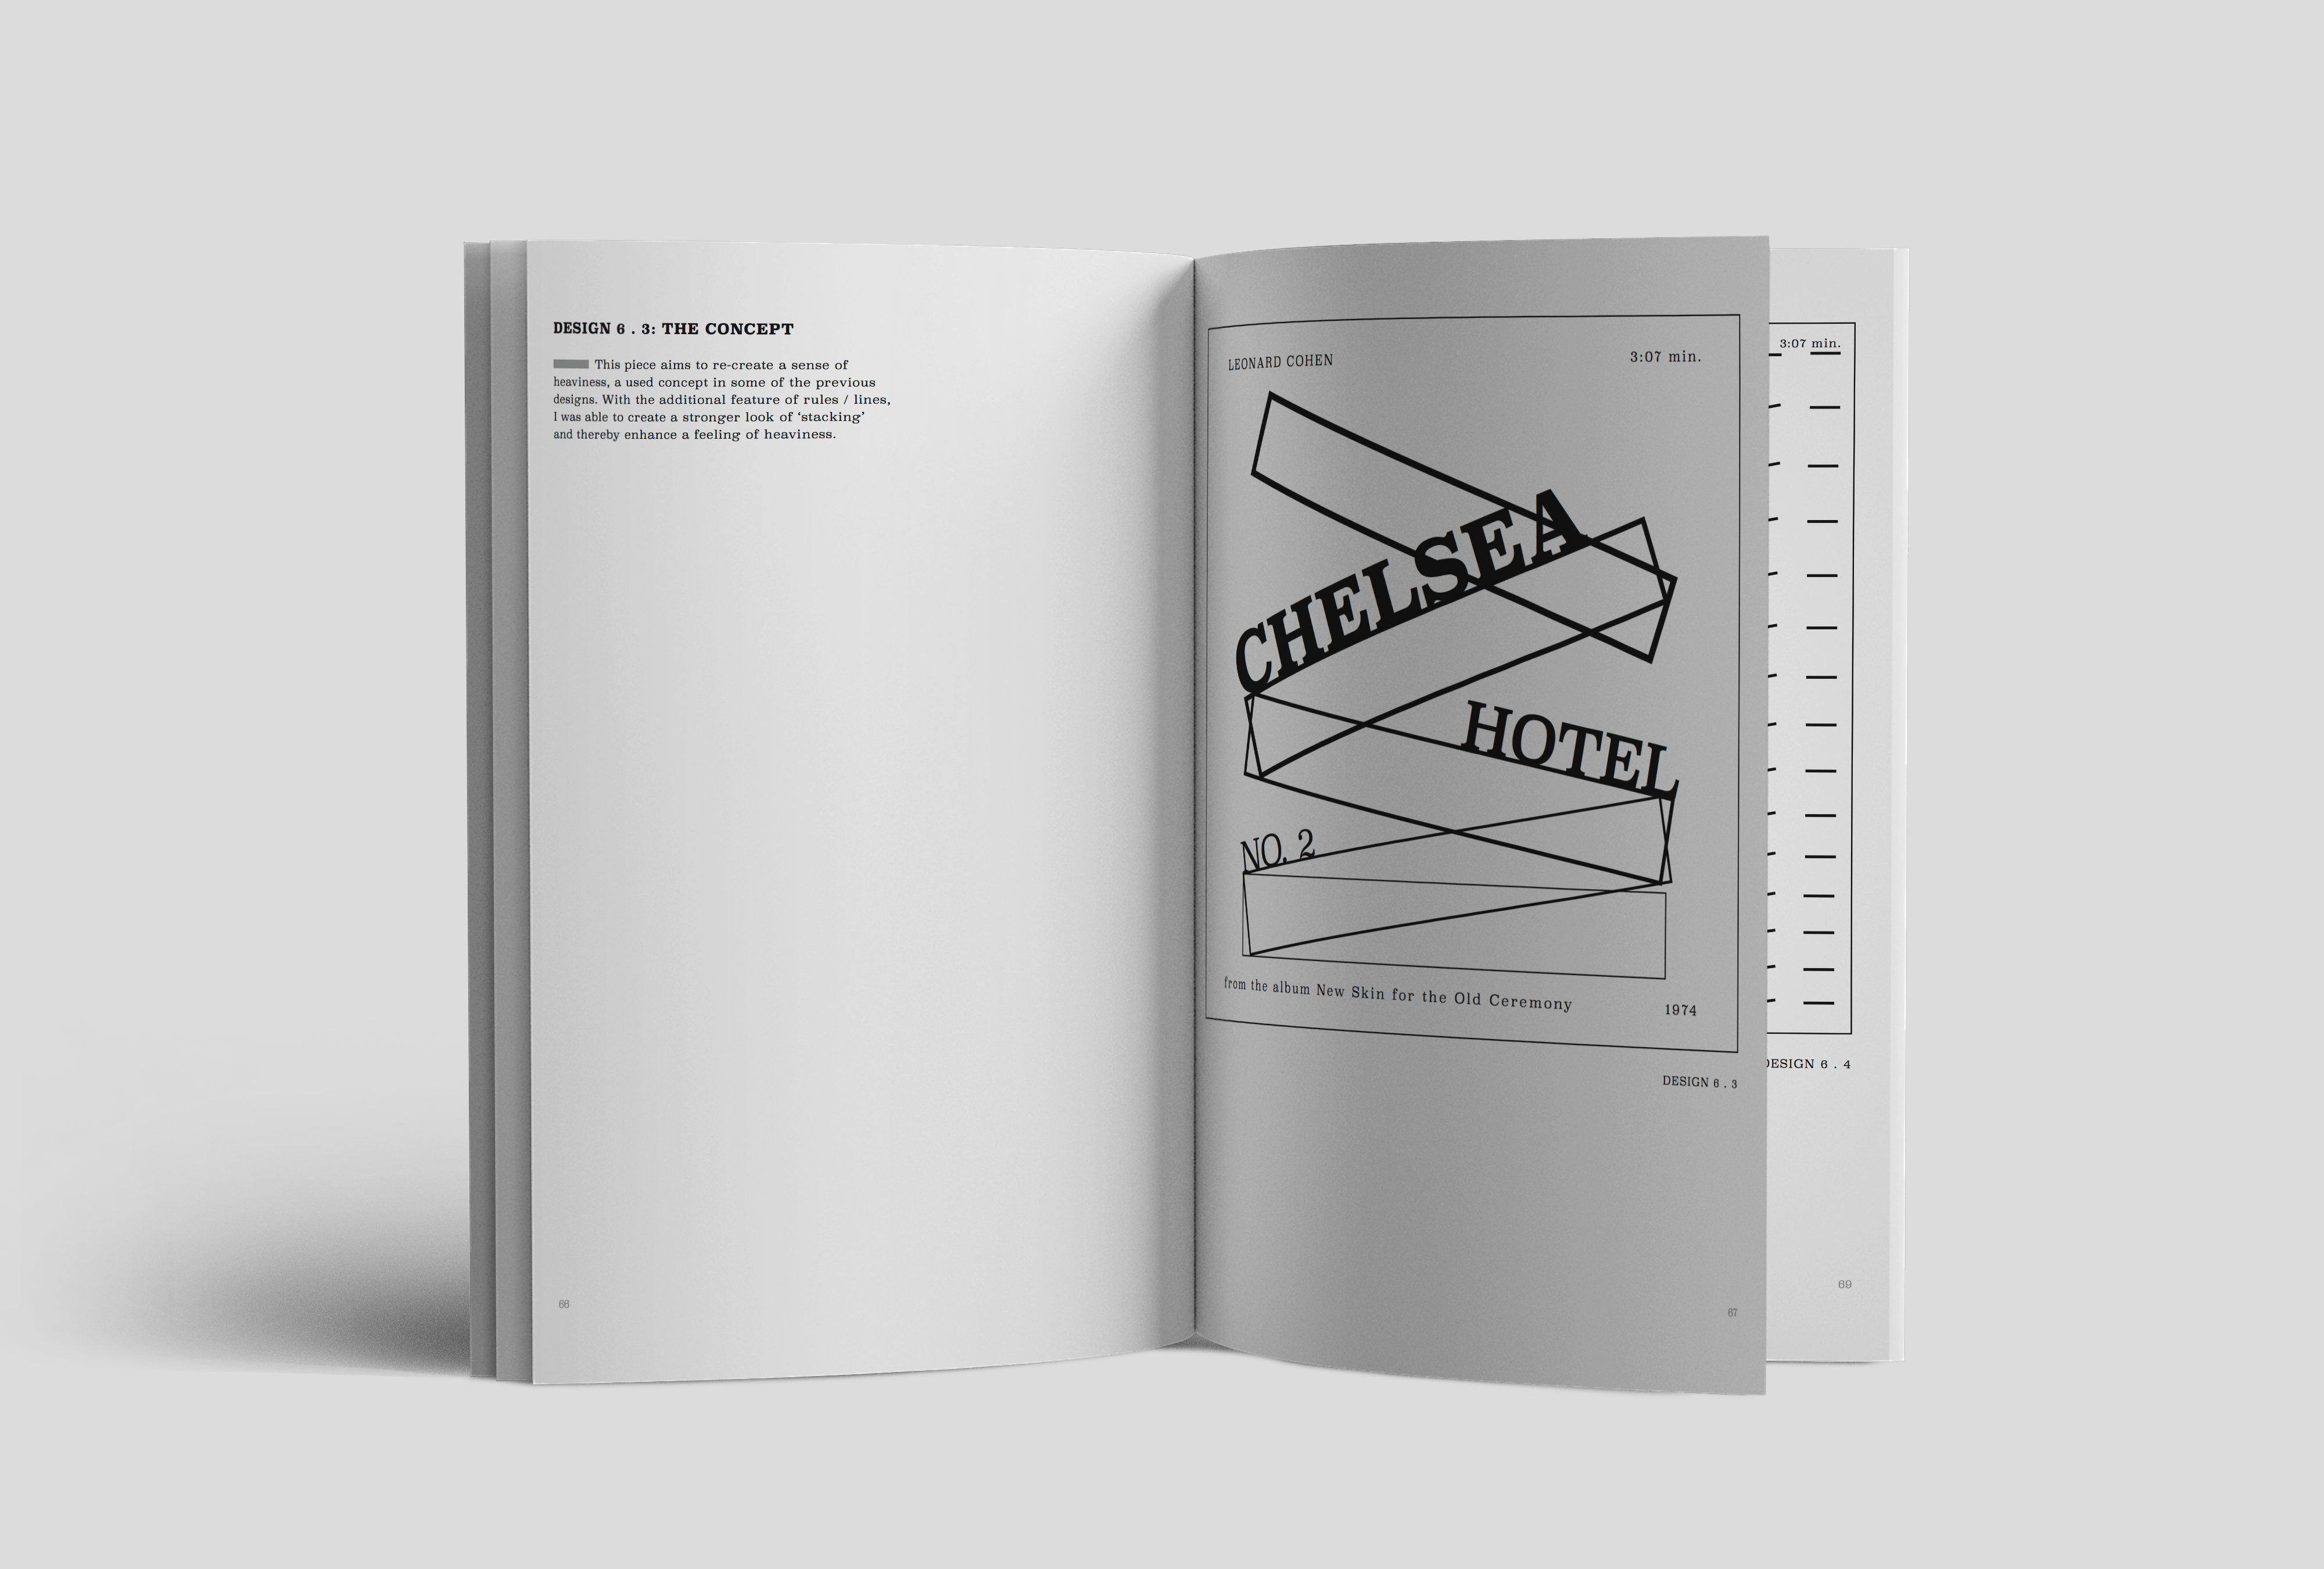 DESIGN 6 . 3: THE CONCEPT
This piece aims to re-create a sense of
heaviness, a used concept in some of the previous
designs. With the additional feature of rules / lines,
I was able to create a stronger look of ‘stacking’
and thereby enhance a feeling of heaviness.
66
LEONARD COHEN
3:07 min.
CHELSEA
HOTEL
NO. 2
from the album New Skin for the Old Ceremony
1974
DESIGN 6 . 3
67
3:07 min.
DESIGN 6 . 4
69